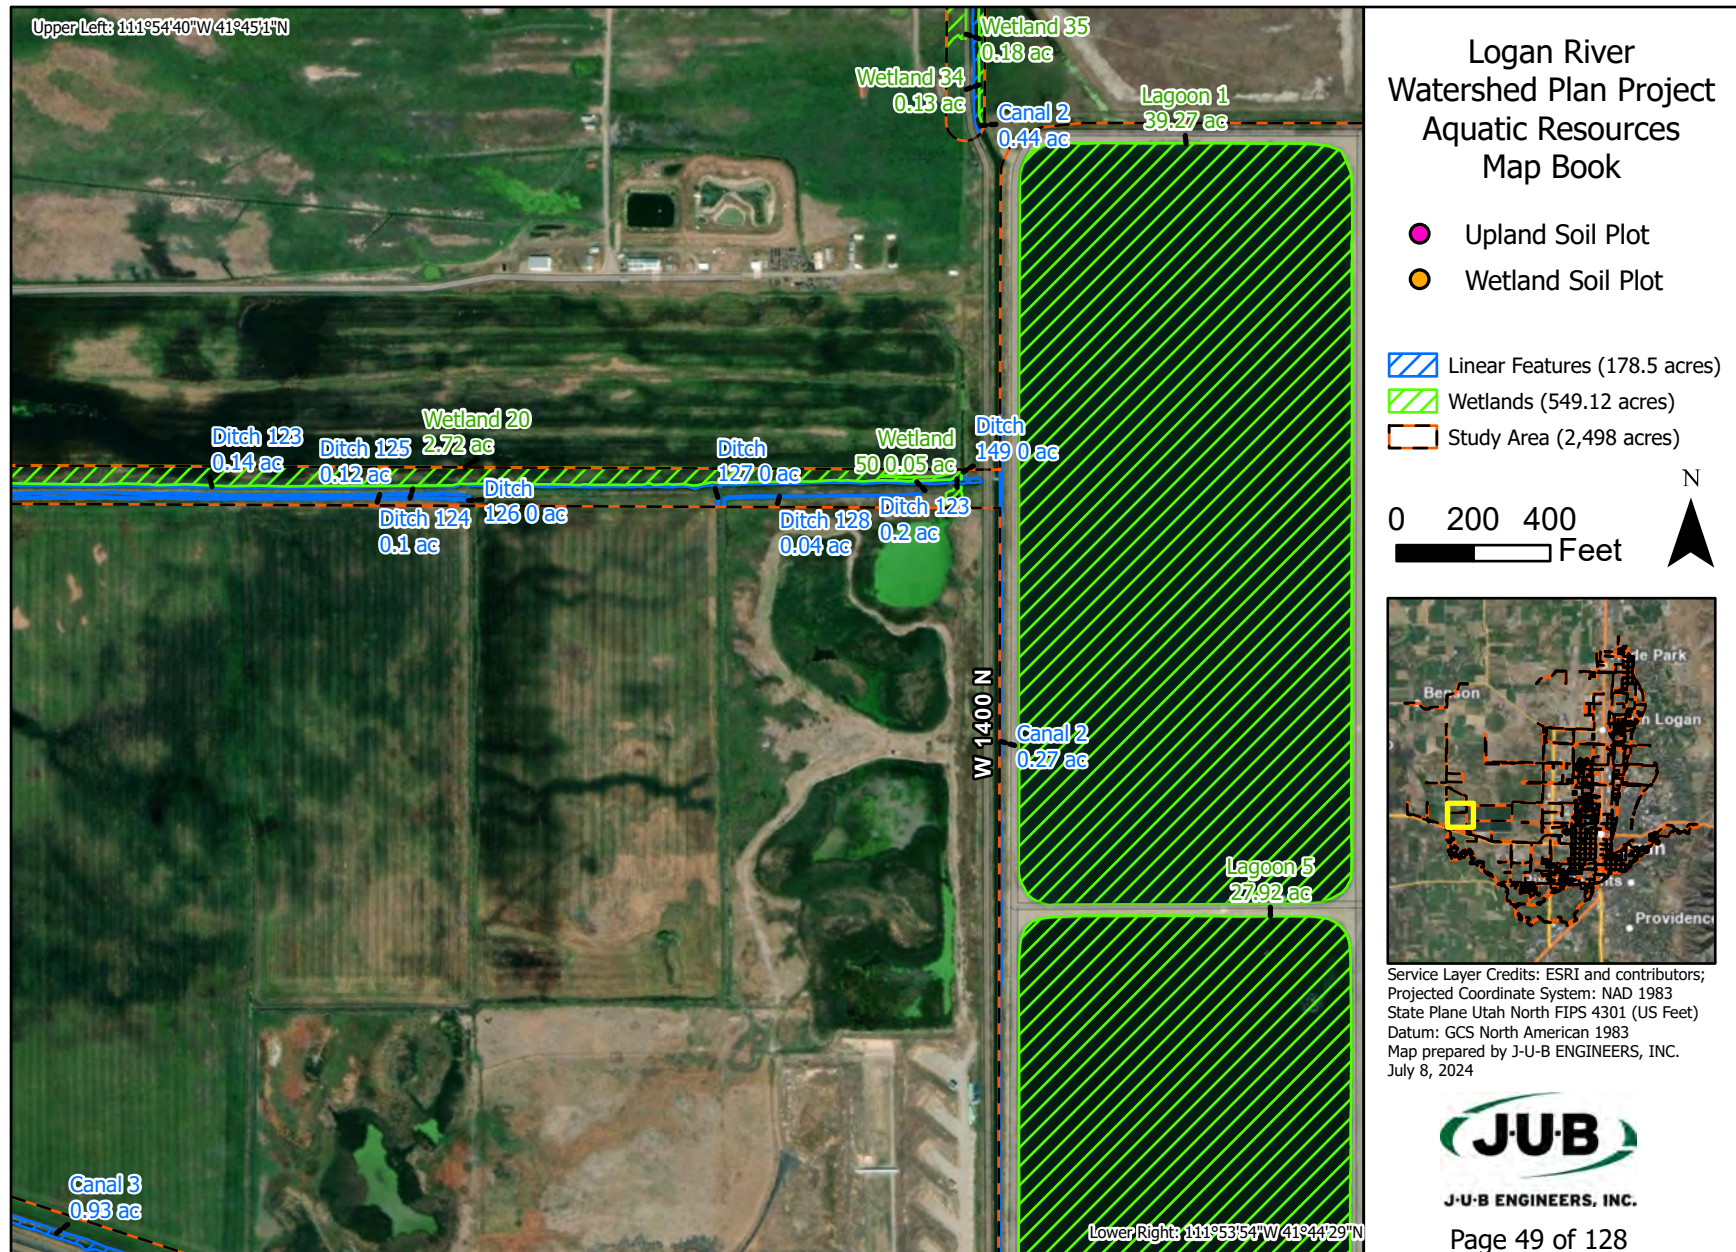 Upper Left: 111°54'40"W 41°45'1"N
Wetland 35
0.18 ac
Wetland 34
0.13 ac
Canal 2
0.44 ac
Lagoon 1
39.27 ac
Ditch 123
0.14 ac
Ditch 125
0.12 ac
Wetland 20
2.72 ac
Ditch
127 0 ac
Wetland
50 0.05 ac
Ditch
149 0 ac
Ditch 124
0.1 ac
Ditch
126 0 ac
Ditch 128
0.04 ac
Ditch 123
0.2 ac
W 1400 N
Canal 2
0.27 ac
Lagoon 5
27.92 ac
Canal 3
0.93 ac
Lower Right: 111°53'54"W 41°44'29"N
Logan River
Watershed Plan Project
Aquatic Resources
Map Book
Upland Soil Plot
Wetland Soil Plot
Linear Features (178.5 acres)
Wetlands (549.12 acres)
Study Area (2,498 acres)
N
0 200 400
Feet
de Park
Benson
n Logan
Providence
Service Layer Credits: ESRI and contributors;
Projected Coordinate System: NAD 1983
State Plane Utah North FIPS 4301 (US Feet)
Datum: GCS North American 1983
Map prepared by J-U-B ENGINEERS, INC.
July 8, 2024
J·U·B
J·U·B ENGINEERS, INC.
Page 49 of 128